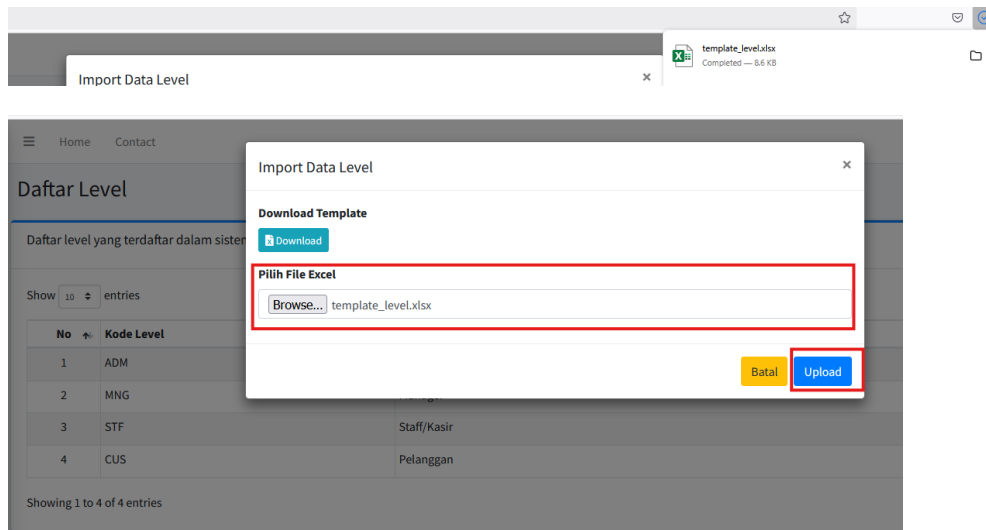 template_level.xlsx
Completed — 8.6 KB
Import Data Level ×
Home Contact
Import Data Level ×
Daftar Level
Download Template
Daftar level yang terdaftar dalam sister
Download
Pilih File Excel
Show 10 entries
Browse... template_level.xlsx
No Kode Level
1 ADM
Batal Upload
2 MNG
3 STF Staff/Kasir
4 CUS Pelanggan
Showing 1 to 4 of 4 entries